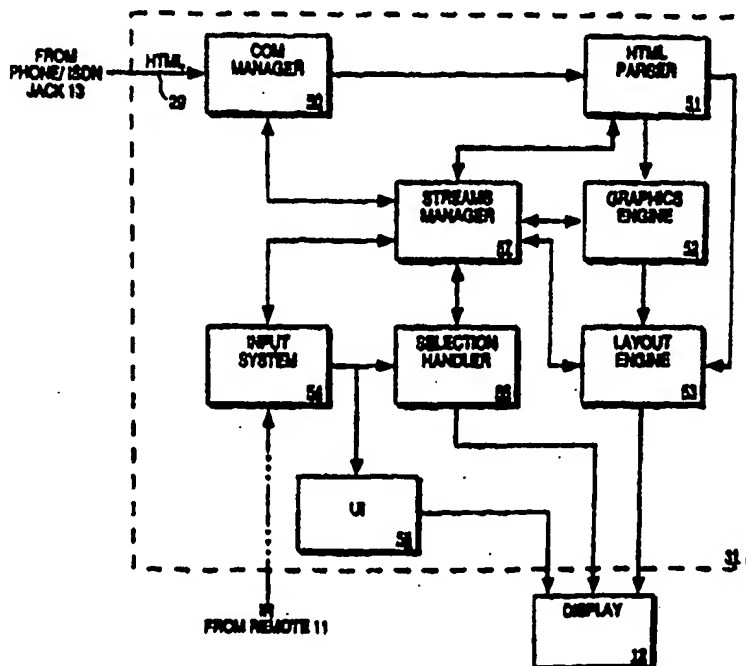 FROM
PHONE/ISDN
JACK 13
HTML
29
COM
MANAGER
50
HTML
PARSER
51
STREAMS
MANAGER
57
GRAPHICS
ENGINE
52
INPUT
SYSTEM
54
SELECTION
HANDLER
LAYOUT
ENGINE
53
UI
31
IR
FROM REMOTE 11
DISPLAY
12